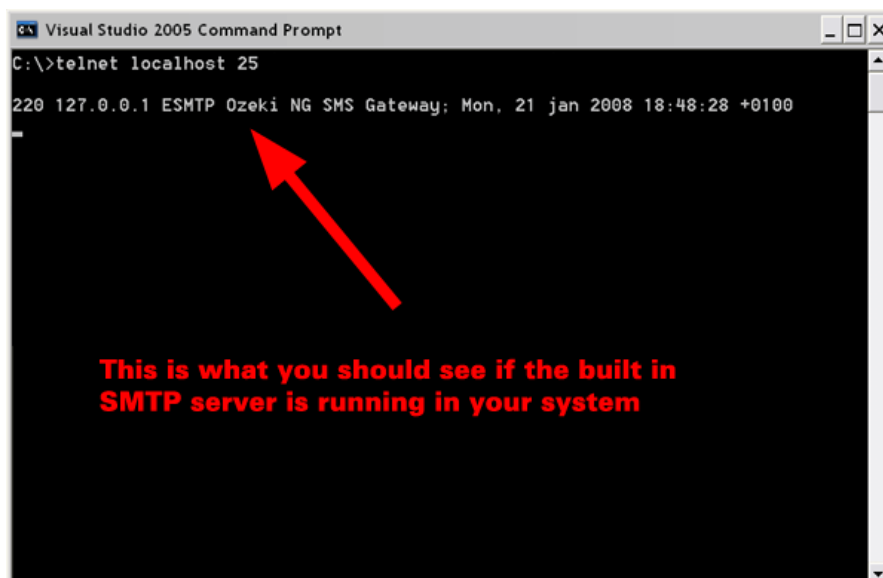 Visual Studio 2005 Command Prompt
C:\>telnet localhost 25
220 127.0.0.1 ESMTP Ozeki NG SMS Gateway; Mon, 21 jan 2008 18:48:28 +0100
This is what you should see if the built in
SMTP server is running in your system